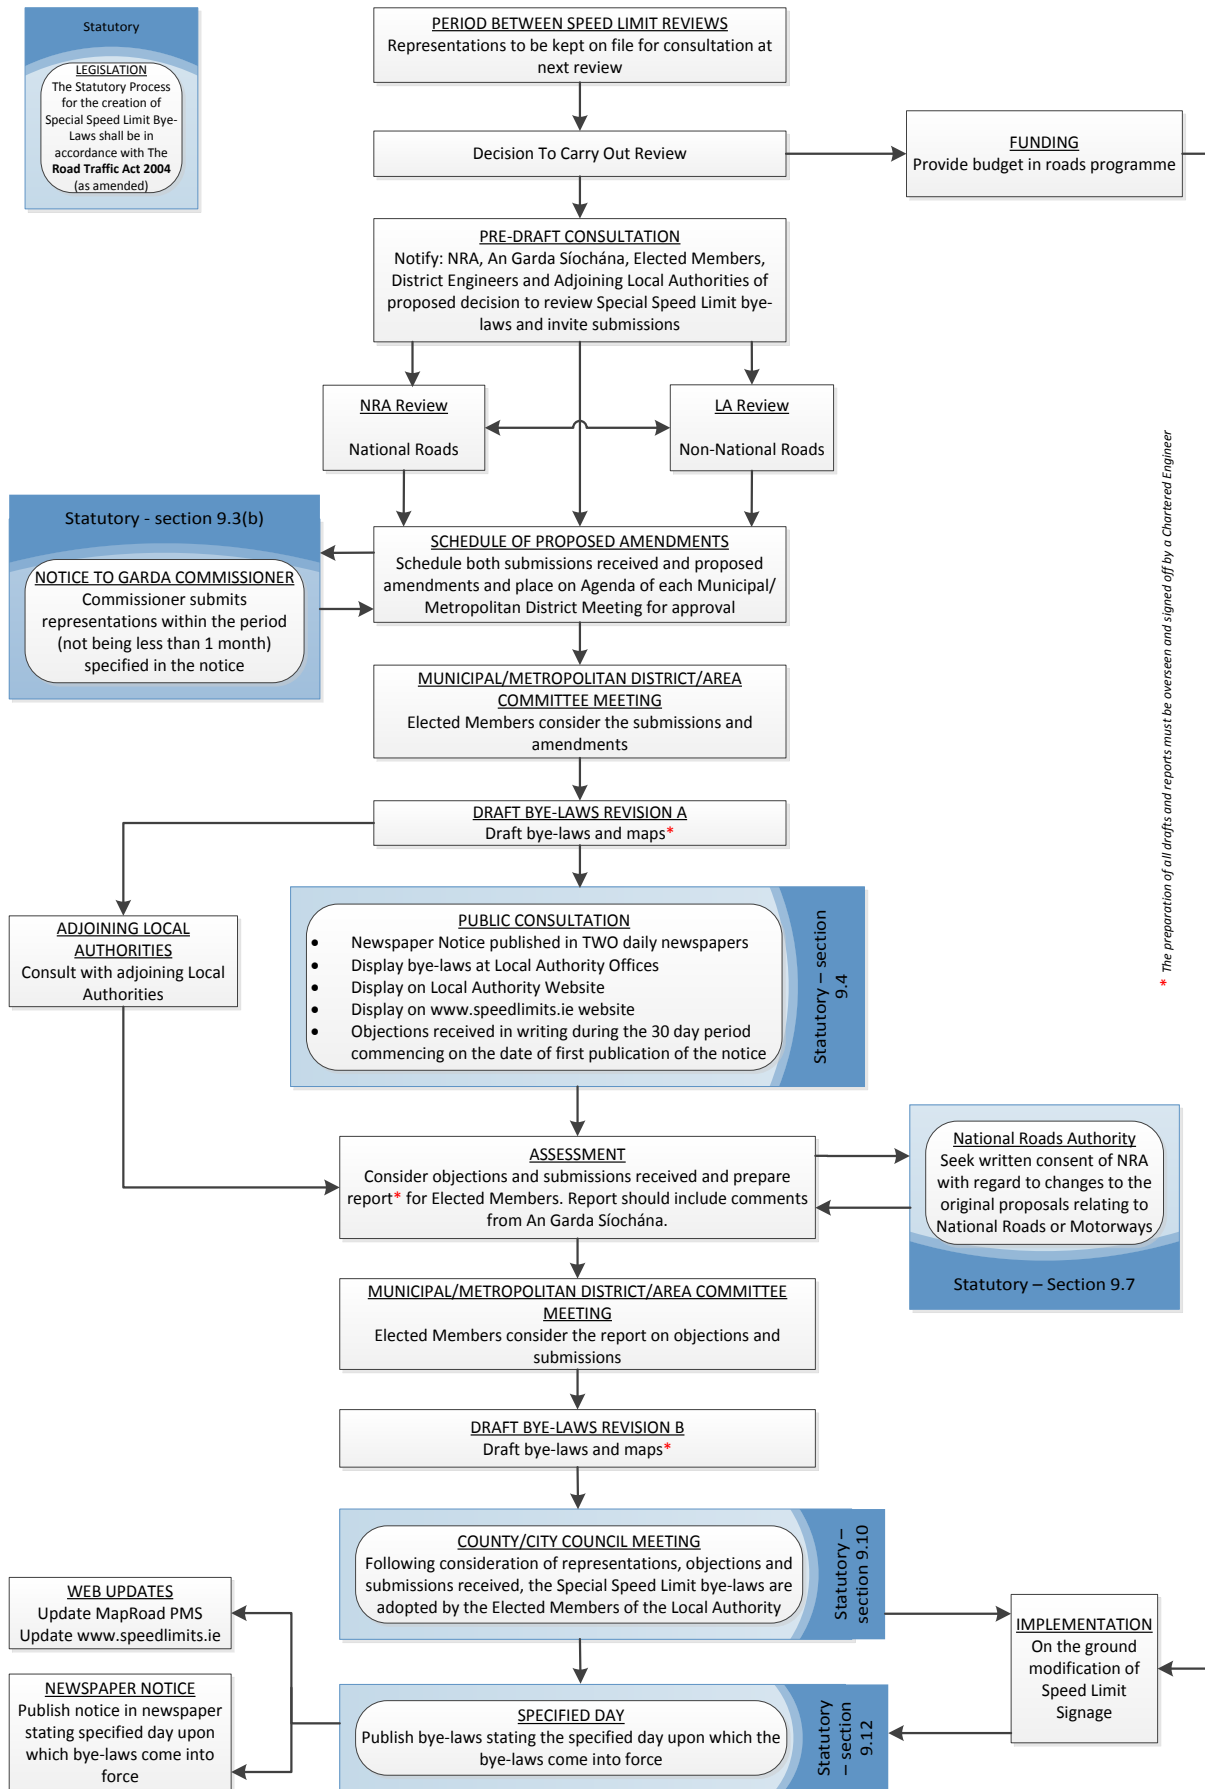 Statutory
LEGISLATION
The Statutory Process
for the creation of
Special Speed Limit Bye-
Laws shall be in
accordance with The
Road Traffic Act 2004
(as amended)
PERIOD BETWEEN SPEED LIMIT REVIEWS
Representations to be kept on file for consultation at
next review
Decision To Carry Out Review
FUNDING
Provide budget in roads programme
PRE-DRAFT CONSULTATION
Notify: NRA, An Garda Síochána, Elected Members,
District Engineers and Adjoining Local Authorities of
proposed decision to review Special Speed Limit bye-
laws and invite submissions
NRA Review
National Roads
LA Review
Non-National Roads
Statutory - section 9.3(b)
NOTICE TO GARDA COMMISSIONER
Commissioner submits
representations within the period
(not being less than 1 month)
specified in the notice
SCHEDULE OF PROPOSED AMENDMENTS
Schedule both submissions received and proposed
amendments and place on Agenda of each Municipal/
Metropolitan District Meeting for approval
MUNICIPAL/METROPOLITAN DISTRICT/AREA
COMMITTEE MEETING
Elected Members consider the submissions and
amendments
DRAFT BYE-LAWS REVISION A
Draft bye-laws and maps*
* The preparation of all drafts and reports must be overseen and signed off by a Chartered Engineer
ADJOINING LOCAL
AUTHORITIES
Consult with adjoining Local
Authorities
PUBLIC CONSULTATION
• Newspaper Notice published in TWO daily newspapers
• Display bye-laws at Local Authority Offices
• Display on Local Authority Website
• Display on www.speedlimits.ie website
• Objections received in writing during the 30 day period
commencing on the date of first publication of the notice
Statutory – section
9.4
ASSESSMENT
Consider objections and submissions received and prepare
report* for Elected Members. Report should include comments
from An Garda Síochána.
National Roads Authority
Seek written consent of NRA
with regard to changes to the
original proposals relating to
National Roads or Motorways
Statutory – Section 9.7
MUNICIPAL/METROPOLITAN DISTRICT/AREA COMMITTEE
MEETING
Elected Members consider the report on objections and
submissions
DRAFT BYE-LAWS REVISION B
Draft bye-laws and maps*
COUNTY/CITY COUNCIL MEETING
Following consideration of representations, objections and
submissions received, the Special Speed Limit bye-laws are
adopted by the Elected Members of the Local Authority
Statutory –
section 9.10
WEB UPDATES
Update MapRoad PMS
Update www.speedlimits.ie
IMPLEMENTATION
On the ground
modification of
Speed Limit
Signage
NEWSPAPER NOTICE
Publish notice in newspaper
stating specified day upon
which bye-laws come into
force
SPECIFIED DAY
Publish bye-laws stating the specified day upon which the
bye-laws come into force
Statutory
– section
9.12